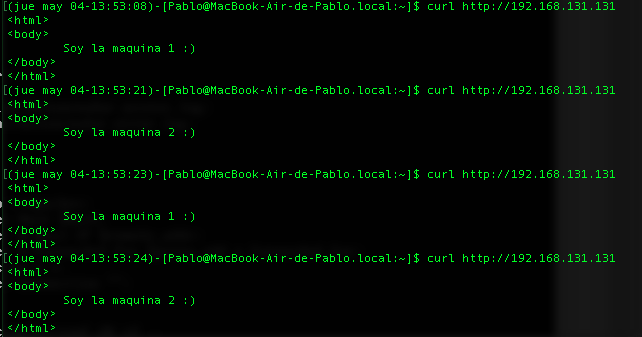 [(jue may 04-13:53:08)-[Pablo@MacBook-Air-de-Pablo.local:~]$ curl http://192.168.131.131
<html>
<body>
        Soy la maquina 1 :)
</body>
</html>
[(jue may 04-13:53:21)-[Pablo@MacBook-Air-de-Pablo.local:~]$ curl http://192.168.131.131
<html>
<body>
        Soy la maquina 2 :)
</body>
</html>
[(jue may 04-13:53:23)-[Pablo@MacBook-Air-de-Pablo.local:~]$ curl http://192.168.131.131
<html>
<body>
        Soy la maquina 1 :)
</body>
</html>
[(jue may 04-13:53:24)-[Pablo@MacBook-Air-de-Pablo.local:~]$ curl http://192.168.131.131
<html>
<body>
        Soy la maquina 2 :)
</body>
</html>